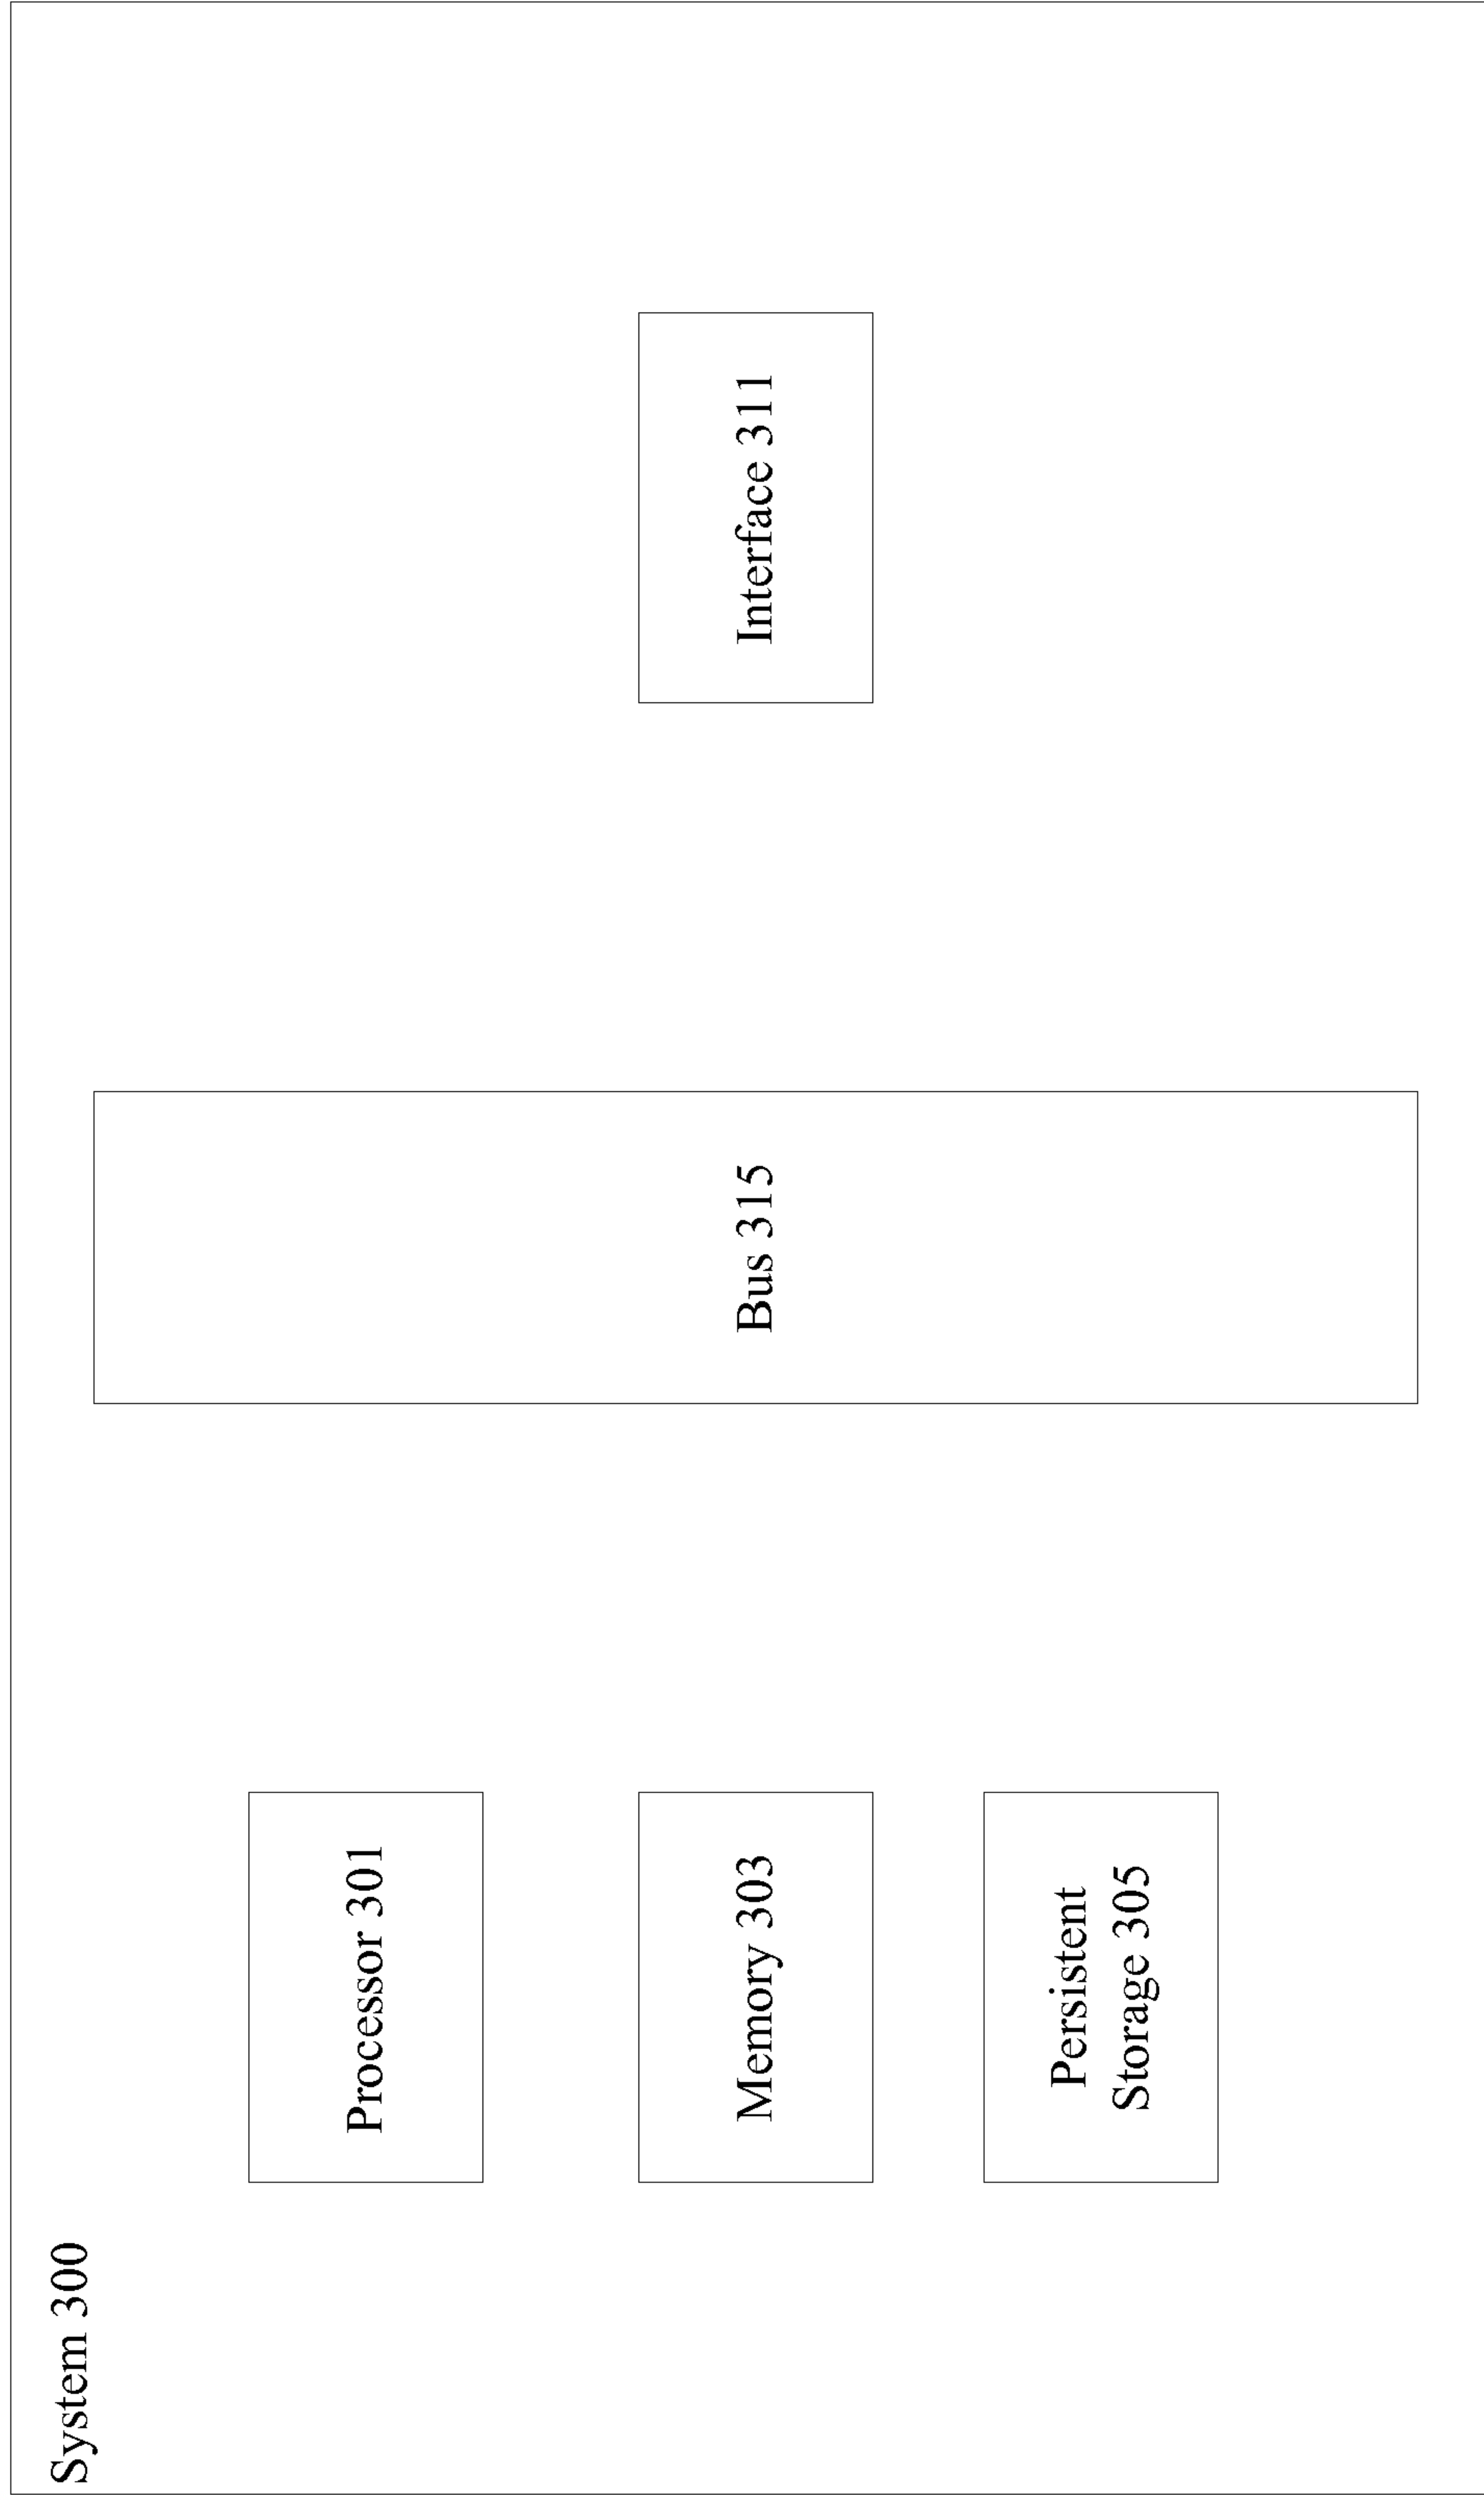 System 300
Processor 301
Memory 303
Persistent
Storage 305
Bus 315
Interface 311